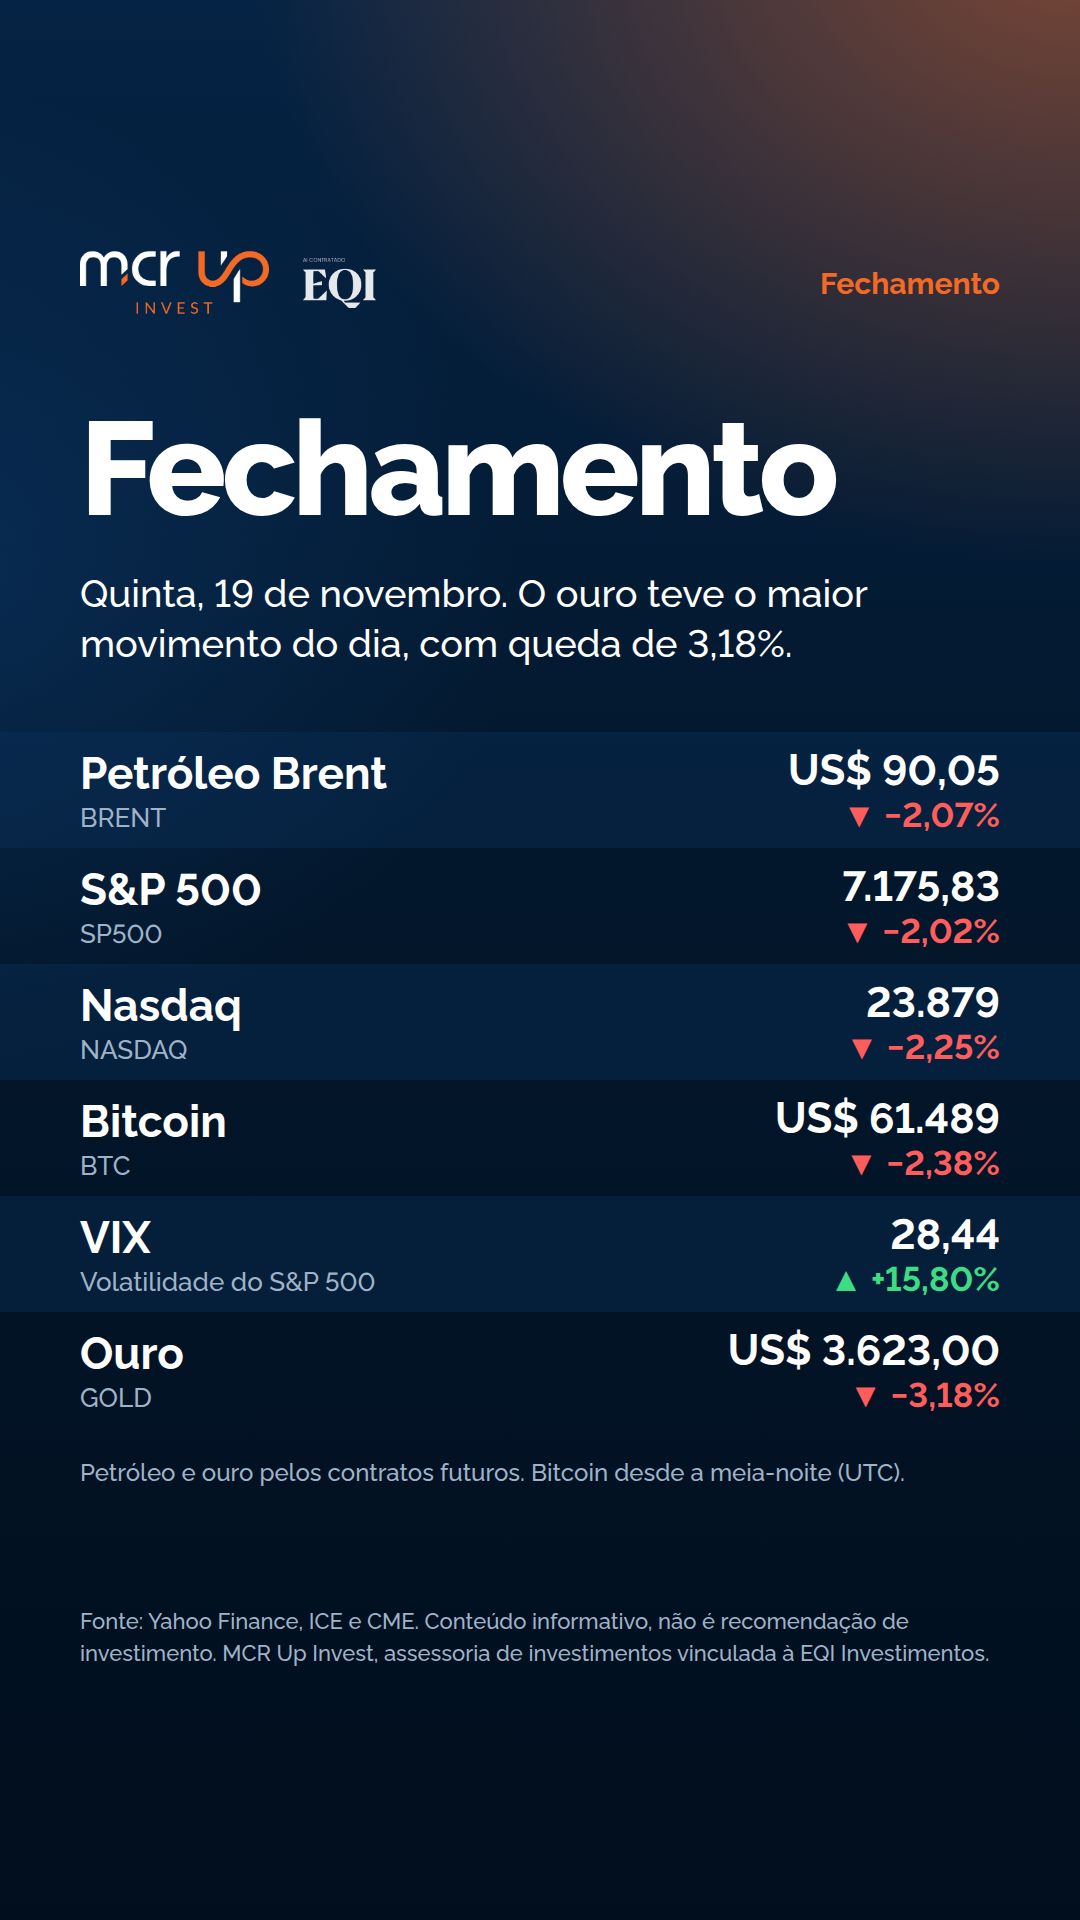 mcr up
INVEST
AI CONTRATADO
EQI
Fechamento
Fechamento
Quinta, 19 de novembro. O ouro teve o maior
movimento do dia, com queda de 3,18%.
Petróleo Brent
US$ 90,05
BRENT
▼ −2,07%
S&P 500
7.175,83
SP500
▼ −2,02%
Nasdaq
23.879
NASDAQ
▼ −2,25%
Bitcoin
US$ 61.489
BTC
▼ −2,38%
VIX
28,44
Volatilidade do S&P 500
▲ +15,80%
Ouro
US$ 3.623,00
GOLD
▼ −3,18%
Petróleo e ouro pelos contratos futuros. Bitcoin desde a meia-noite (UTC).
Fonte: Yahoo Finance, ICE e CME. Conteúdo informativo, não é recomendação de
investimento. MCR Up Invest, assessoria de investimentos vinculada à EQI Investimentos.